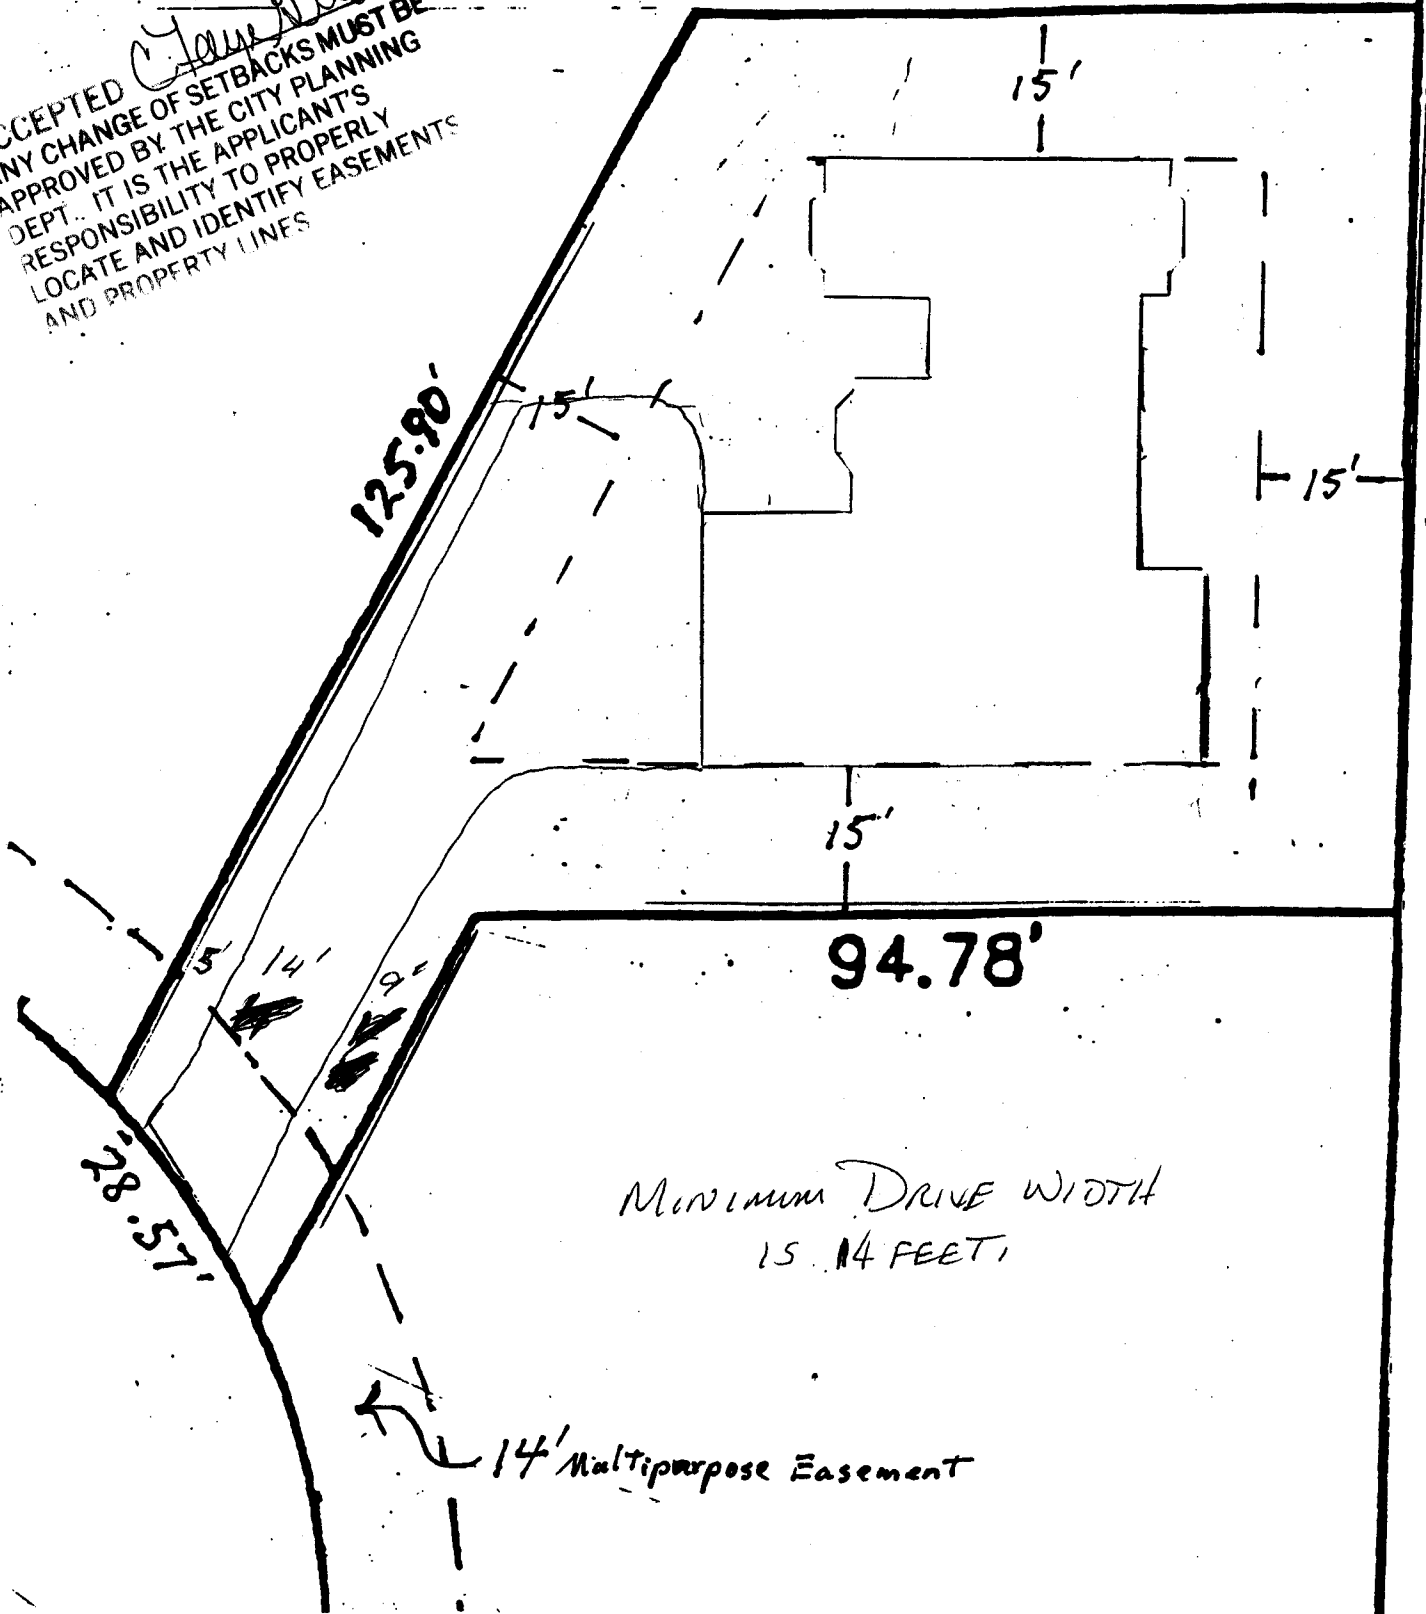 ACCEPTED
ANY CHANGE OF SETBACKS MUST BE
APPROVED BY THE CITY PLANNING
DEPT. IT IS THE APPLICANT'S
RESPONSIBILITY TO PROPERLY
LOCATE AND IDENTIFY EASEMENTS
AND PROPERTY LINES
15'
125.90'
15'
15'
15'
94.78'
5'
14'
9'
28.57'
MINIMUM DRIVE WIDTH
IS 14 FEET,
14' Multipurpose Easement